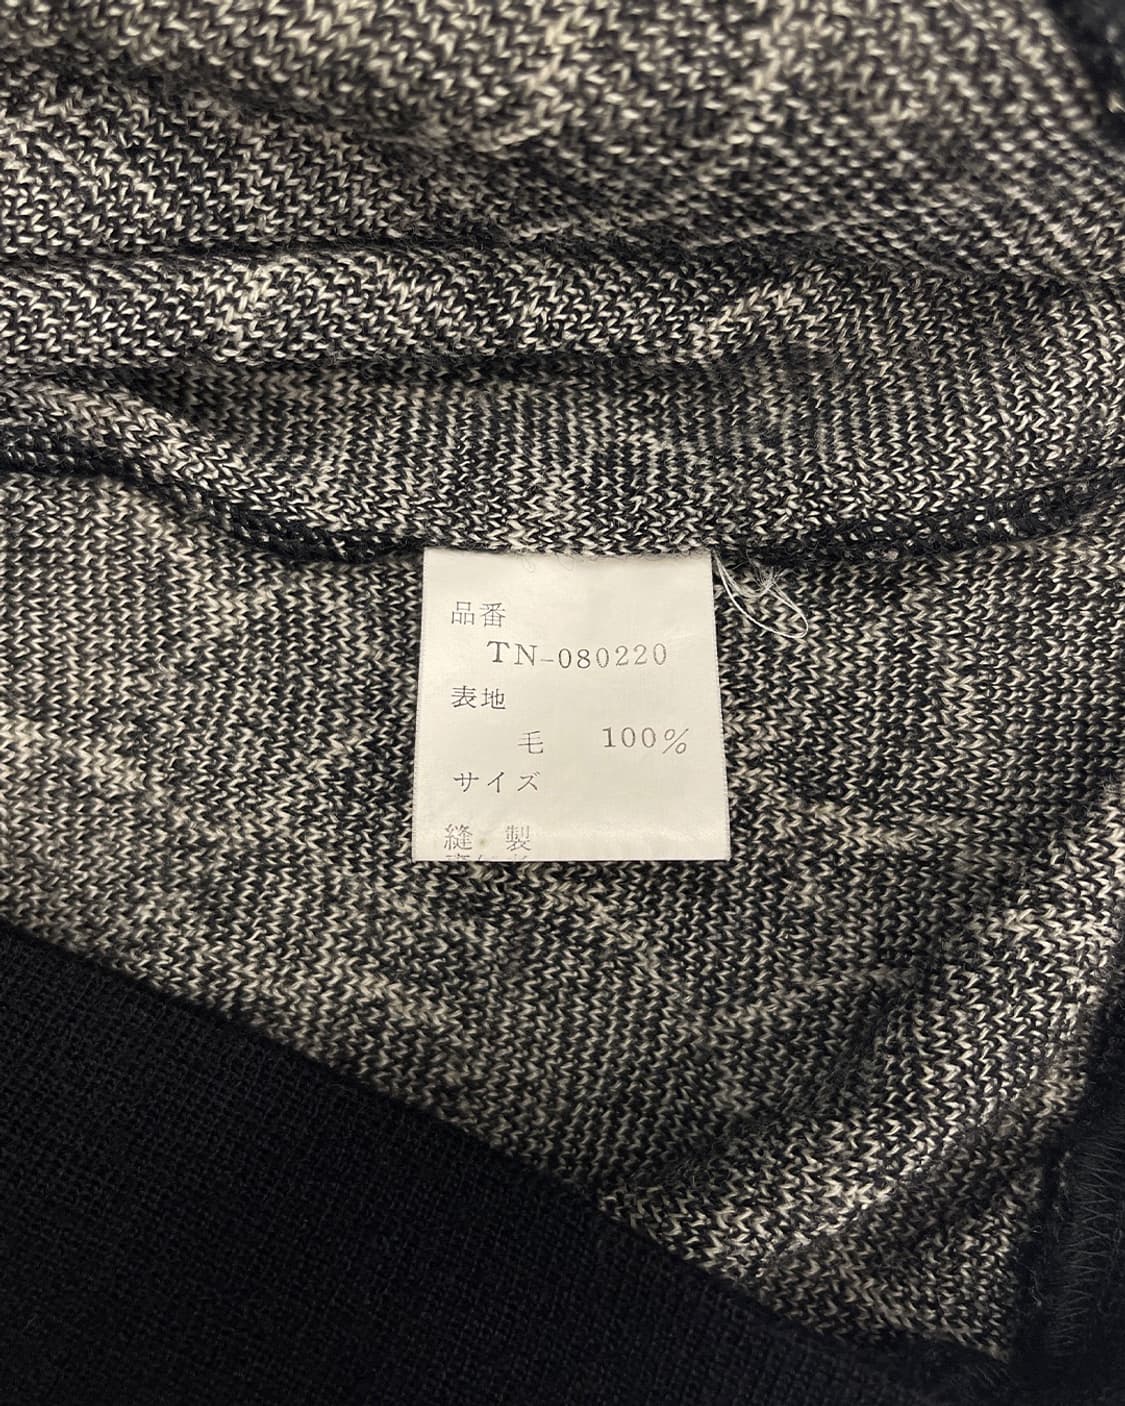 品番
TN-080220
表地
毛 100%
サイズ
縫 製